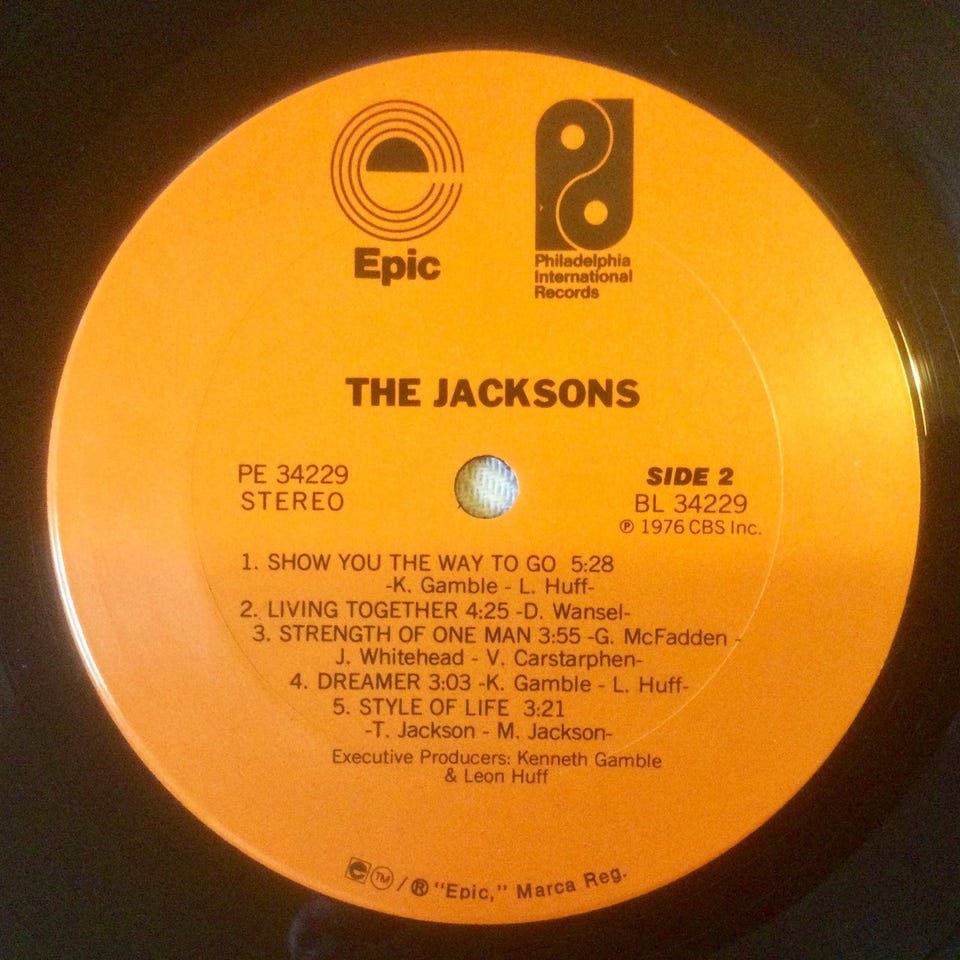 Epic
Philadelphia
International
Records
THE JACKSONS
PE 34229
STEREO
SIDE 2
BL 34229
℗ 1976 CBS Inc.
1. SHOW YOU THE WAY TO GO 5:28
-K. Gamble - L. Huff-
2. LIVING TOGETHER 4:25 -D. Wansel-
3. STRENGTH OF ONE MAN 3:55 -G. McFadden -
J. Whitehead - V. Carstarphen-
4. DREAMER 3:03 -K. Gamble - L. Huff-
5. STYLE OF LIFE 3:21
-T. Jackson - M. Jackson-
Executive Producers: Kenneth Gamble
& Leon Huff
e TM / ® "Epic," Marca Reg.